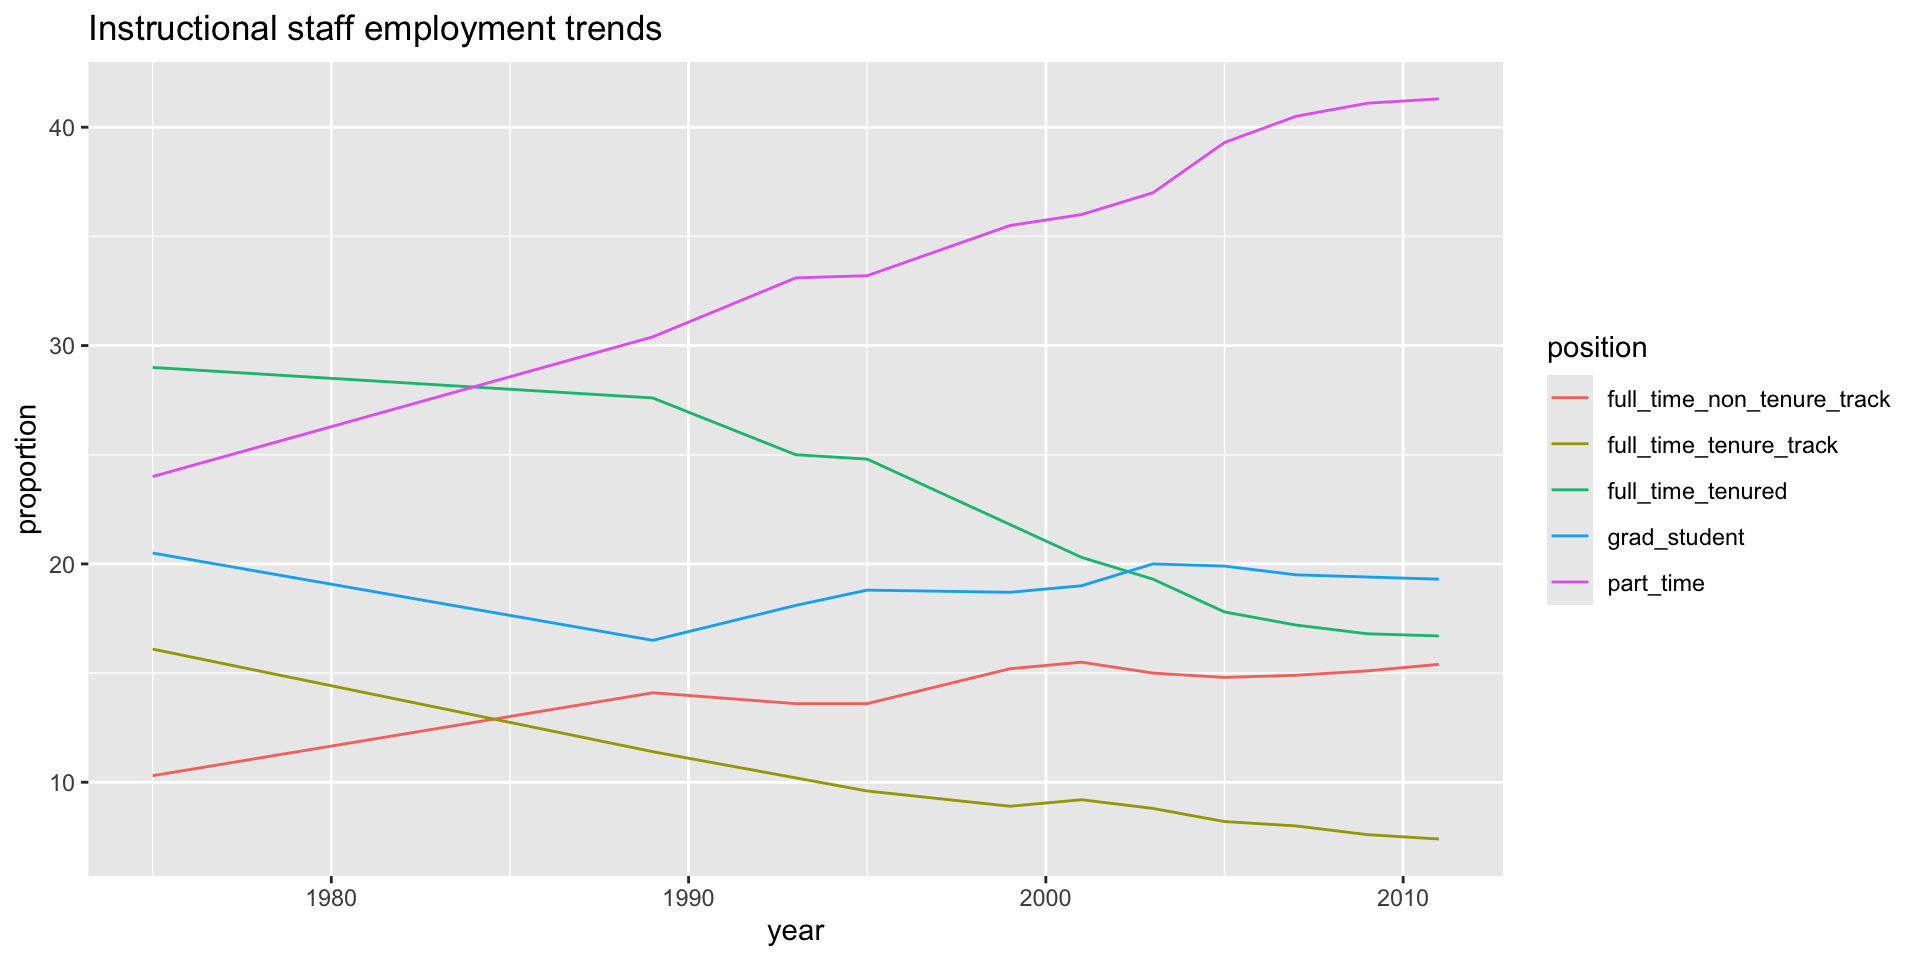 Instructional staff employment trends
40
30
20
10
proportion
1980 1990 2000 2010
year
position
full_time_non_tenure_track
full_time_tenure_track
full_time_tenured
grad_student
part_time